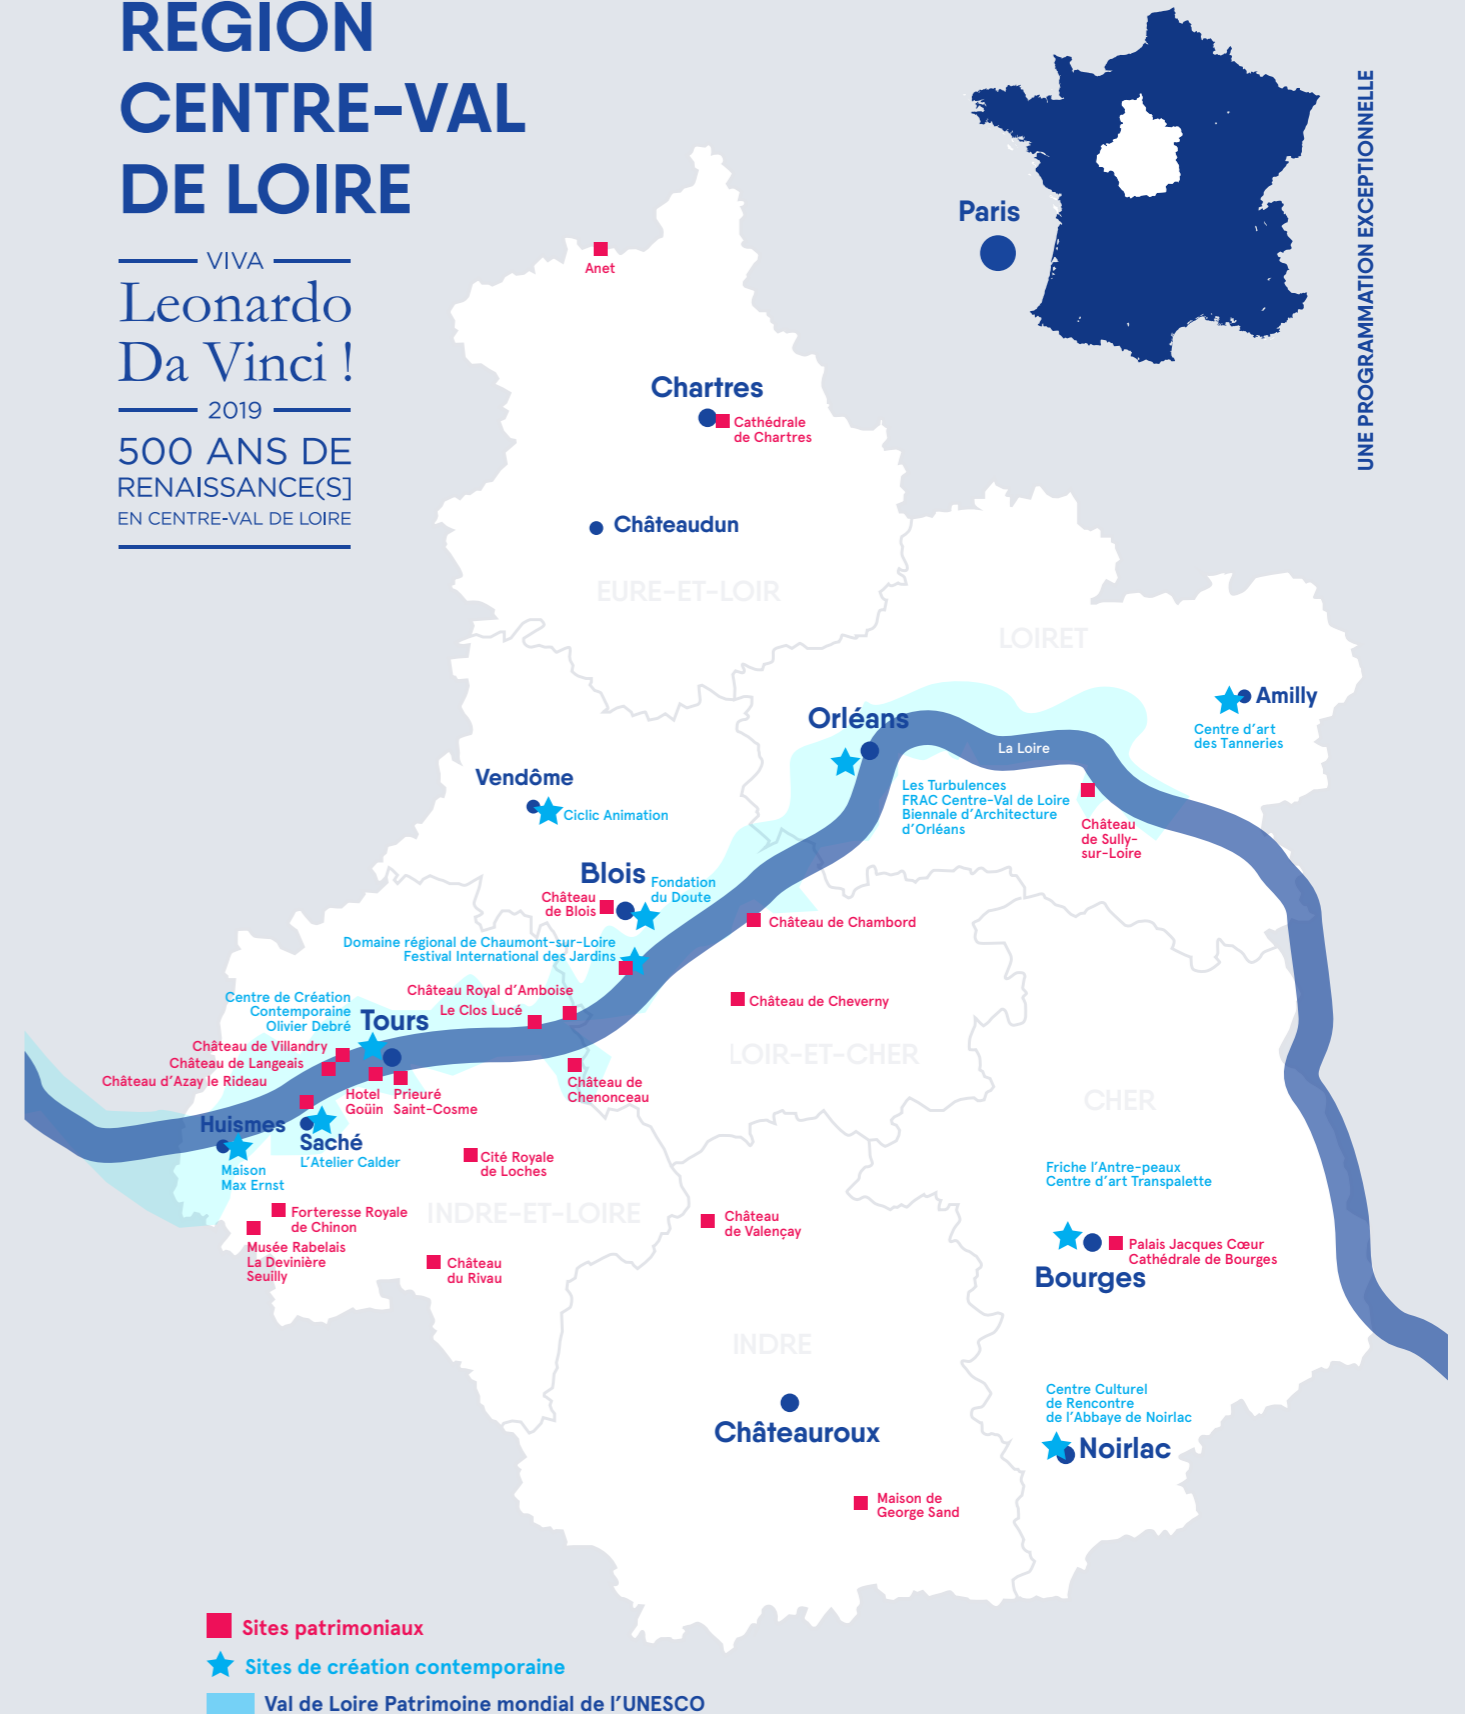 RÉGION
CENTRE-VAL
DE LOIRE
VIVA
Leonardo
Da Vinci !
2019
500 ANS DE
RENAISSANCE(S]
EN CENTRE-VAL DE LOIRE
Paris
UNE PROGRAMMATION EXCEPTIONNELLE
Anet
Chartres
Cathédrale
de Chartres
Châteaudun
EURE-ET-LOIR
LOIRET
Amilly
Centre d'art
des Tanneries
Orléans
La Loire
Les Turbulences
FRAC Centre-Val de Loire
Biennale d'Architecture
d'Orléans
Château
de Sully-
sur-Loire
Vendôme
Ciclic Animation
Blois
Fondation
du Doute
Château
de Blois
Château de Chambord
Domaine régional de Chaumont-sur-Loire
Festival International des Jardins
Château Royal d'Amboise
Le Clos Lucé
Château de Cheverny
Centre de Création
Contemporaine
Olivier Debré
Tours
Château de Villandry
Château de Langeais
Château d'Azay le Rideau
Hotel
Goüin
Prieuré
Saint-Cosme
Château de
Chenonceau
LOIR-ET-CHER
CHER
Huismes
Maison
Max Ernst
Saché
L'Atelier Calder
Cité Royale
de Loches
Forteresse Royale
de Chinon
Musée Rabelais
La Devinière
Seuilly
INDRE-ET-LOIRE
Château
du Rivau
Château
de Valençay
Friche l'Antre-peaux
Centre d'art Transpalette
Palais Jacques Cœur
Cathédrale de Bourges
Bourges
INDRE
Châteauroux
Centre Culturel
de Rencontre
de l'Abbaye de Noirlac
Noirlac
Maison de
George Sand
Sites patrimoniaux
Sites de création contemporaine
Val de Loire Patrimoine mondial de l'UNESCO